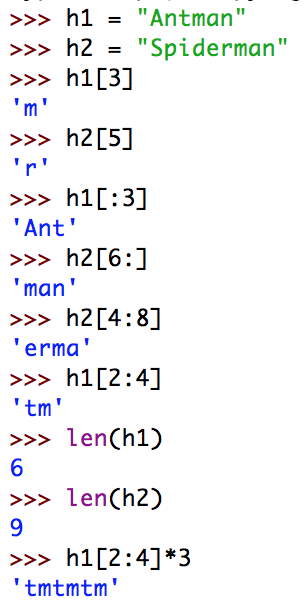 >>> h1 = "Antman"
>>> h2 = "Spiderman"
>>> h1[3]
'm'
>>> h2[5]
'r'
>>> h1[:3]
'Ant'
>>> h2[6:]
'man'
>>> h2[4:8]
'erma'
>>> h1[2:4]
'tm'
>>> len(h1)
6
>>> len(h2)
9
>>> h1[2:4]*3
'tmtmtm'